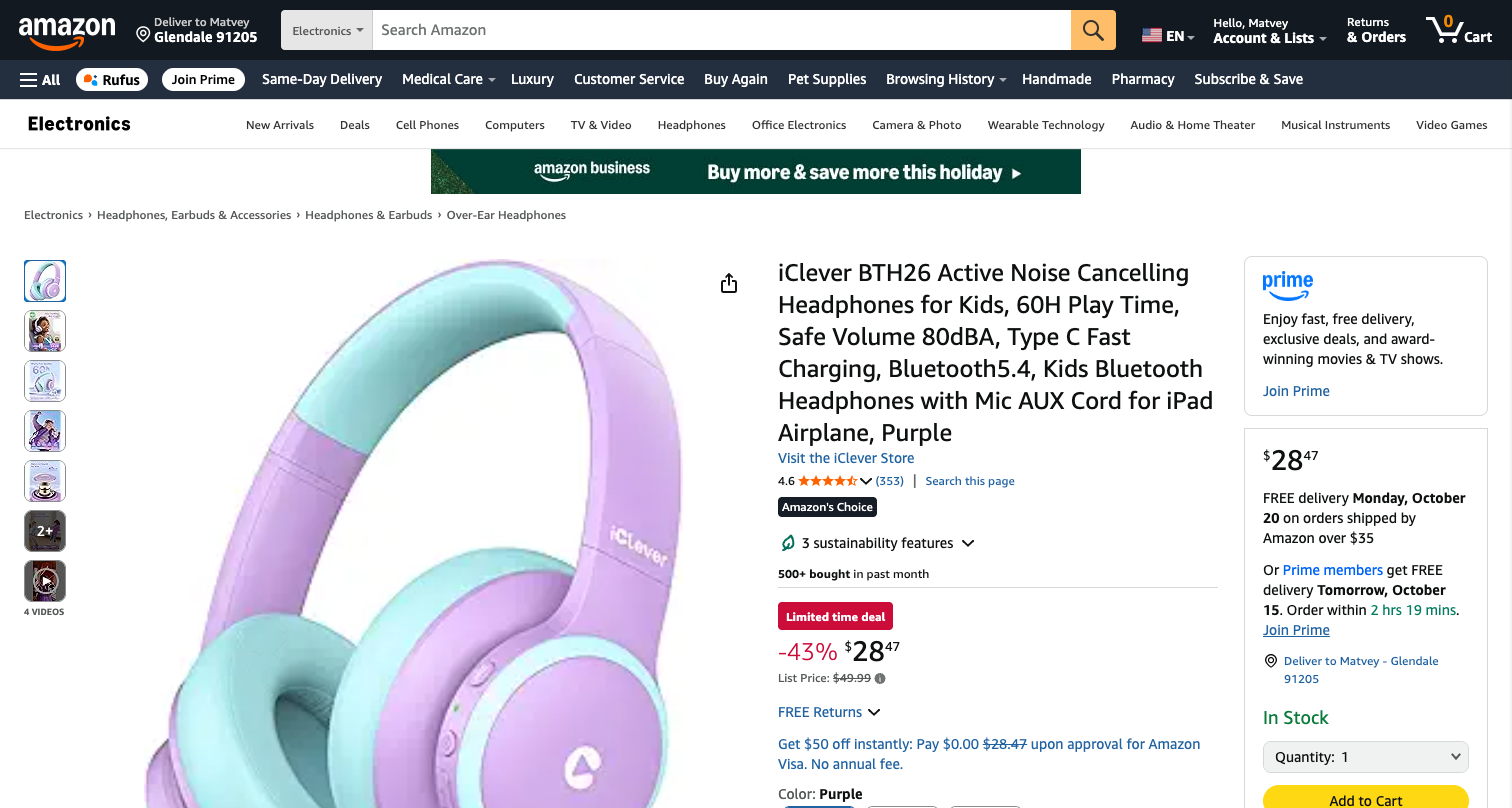 amazon
Deliver to Matvey
Glendale 91205
Electronics
Search Amazon
EN
Hello, Matvey
Account & Lists
Returns
& Orders
0
Cart
All
Rufus
Join Prime
Same-Day Delivery
Medical Care
Luxury
Customer Service
Buy Again
Pet Supplies
Browsing History
Handmade
Pharmacy
Subscribe & Save
Electronics
New Arrivals
Deals
Cell Phones
Computers
TV & Video
Headphones
Office Electronics
Camera & Photo
Wearable Technology
Audio & Home Theater
Musical Instruments
Video Games
amazon business
Buy more & save more this holiday ▸
Electronics › Headphones, Earbuds & Accessories › Headphones & Earbuds › Over-Ear Headphones
60H
2+
4 VIDEOS
iClever
iClever BTH26 Active Noise Cancelling
Headphones for Kids, 60H Play Time,
Safe Volume 80dBA, Type C Fast
Charging, Bluetooth5.4, Kids Bluetooth
Headphones with Mic AUX Cord for iPad
Airplane, Purple
Visit the iClever Store
4.6 (353) | Search this page
Amazon's Choice
3 sustainability features
500+ bought in past month
Limited time deal
-43% $28 47
List Price: $49.99
FREE Returns
Get $50 off instantly: Pay $0.00 $28.47 upon approval for Amazon
Visa. No annual fee.
Color: Purple
prime
Enjoy fast, free delivery,
exclusive deals, and award-
winning movies & TV shows.
Join Prime
$28 47
FREE delivery Monday, October
20 on orders shipped by
Amazon over $35
Or Prime members get FREE
delivery Tomorrow, October
15. Order within 2 hrs 19 mins.
Join Prime
Deliver to Matvey - Glendale
91205
In Stock
Quantity: 1
Add to Cart